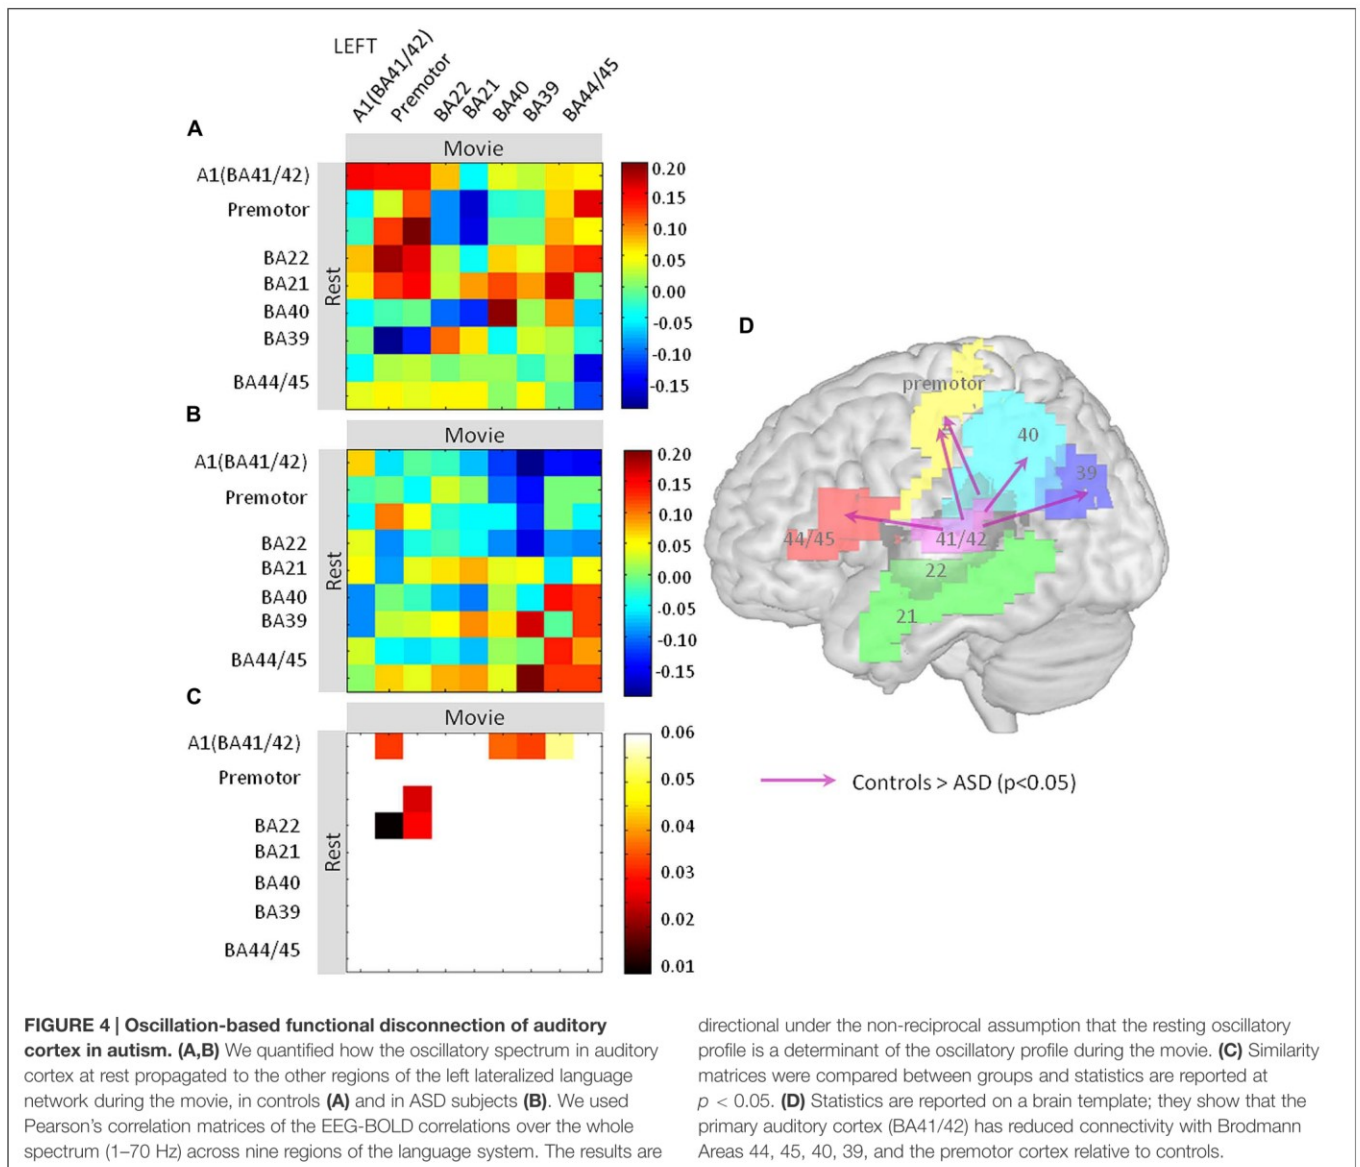 LEFT
A1(BA41/42)
Premotor
BA22
BA21
BA40
BA39
BA44/45
A
Movie
Rest
A1(BA41/42)
Premotor
BA22
BA21
BA40
BA39
BA44/45
0.20
0.15
0.10
0.05
0.00
-0.05
-0.10
-0.15
B
Movie
A1(BA41/42)
Premotor
BA22
BA21
BA40
BA39
BA44/45
0.20
0.15
0.10
0.05
0.00
-0.05
-0.10
-0.15
C
Movie
Rest
A1(BA41/42)
Premotor
BA22
BA21
BA40
BA39
BA44/45
0.06
0.05
0.04
0.03
0.02
0.01
D
premotor
40
39
44/45
41/42
22
21
Controls > ASD (p<0.05)
FIGURE 4 | Oscillation-based functional disconnection of auditory
cortex in autism. (A,B) We quantified how the oscillatory spectrum in auditory
cortex at rest propagated to the other regions of the left lateralized language
network during the movie, in controls (A) and in ASD subjects (B). We used
Pearson's correlation matrices of the EEG-BOLD correlations over the whole
spectrum (1–70 Hz) across nine regions of the language system. The results are
directional under the non-reciprocal assumption that the resting oscillatory
profile is a determinant of the oscillatory profile during the movie. (C) Similarity
matrices were compared between groups and statistics are reported at
p < 0.05. (D) Statistics are reported on a brain template; they show that the
primary auditory cortex (BA41/42) has reduced connectivity with Brodmann
Areas 44, 45, 40, 39, and the premotor cortex relative to controls.